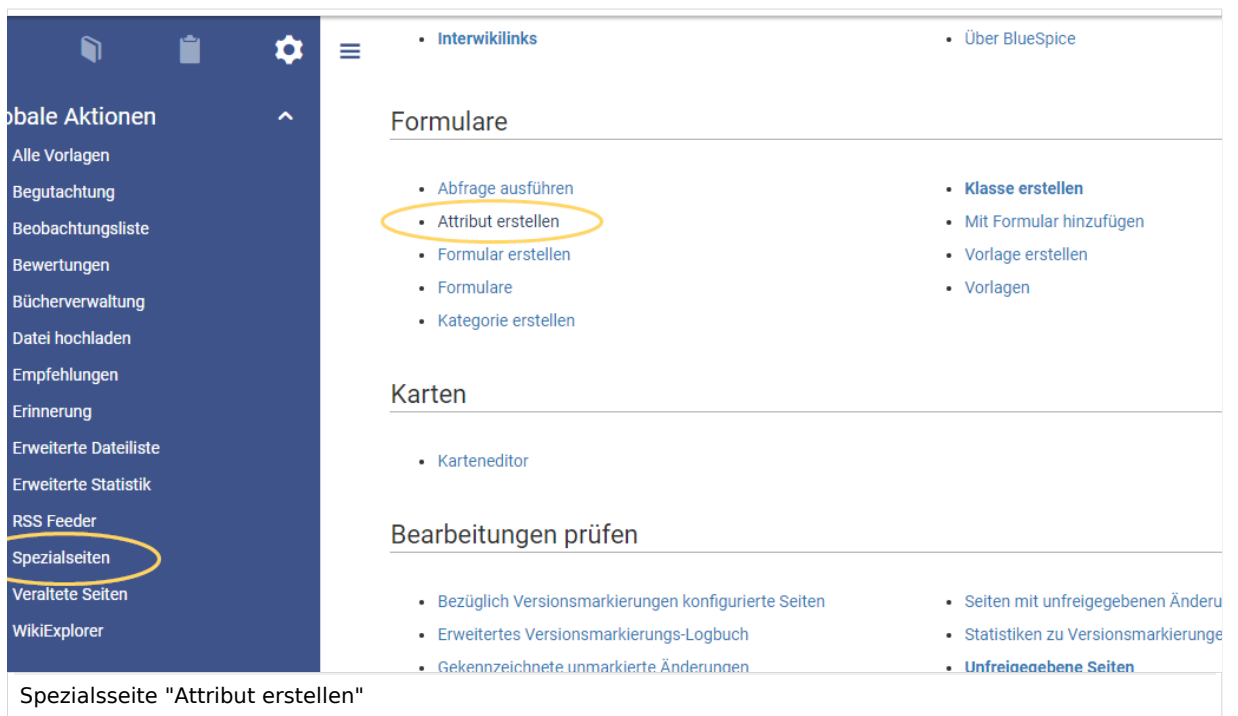 obale Aktionen
Alle Vorlagen
Begutachtung
Beobachtungsliste
Bewertungen
Bücherverwaltung
Datei hochladen
Empfehlungen
Erinnerung
Erweiterte Dateiliste
Erweiterte Statistik
RSS Feeder
Spezialseiten
Veraltete Seiten
WikiExplorer
Interwikilinks
Über BlueSpice
Formulare
Abfrage ausführen
Attribut erstellen
Formular erstellen
Formulare
Kategorie erstellen
Klasse erstellen
Mit Formular hinzufügen
Vorlage erstellen
Vorlagen
Karten
Karteneditor
Bearbeitungen prüfen
Bezüglich Versionsmarkierungen konfigurierte Seiten
Erweitertes Versionsmarkierungs-Logbuch
Gekennzeichnete unmarkierte Änderungen
Seiten mit unfreigegebenen Änderu
Statistiken zu Versionsmarkierunge
Unfreigegebene Seiten
Spezialsseite "Attribut erstellen"